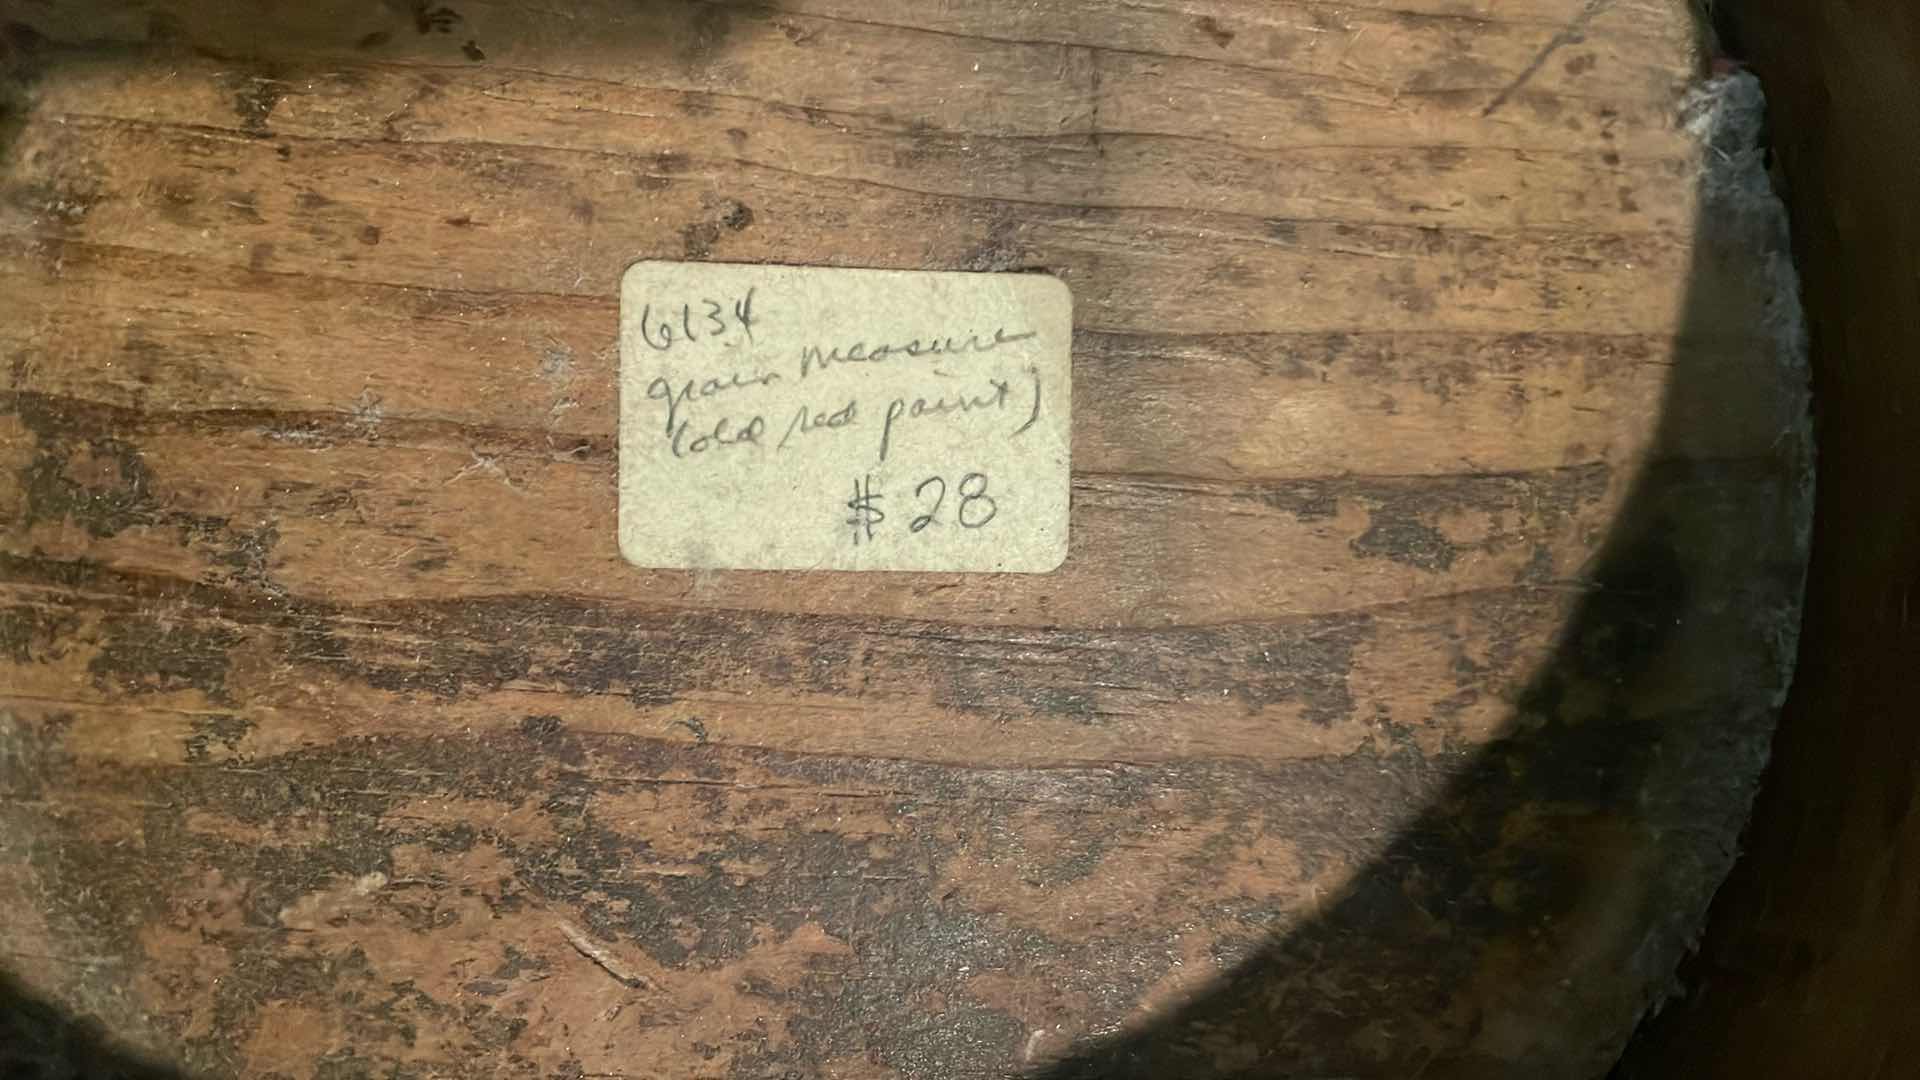 6134
grain measure
(old red paint)
$28